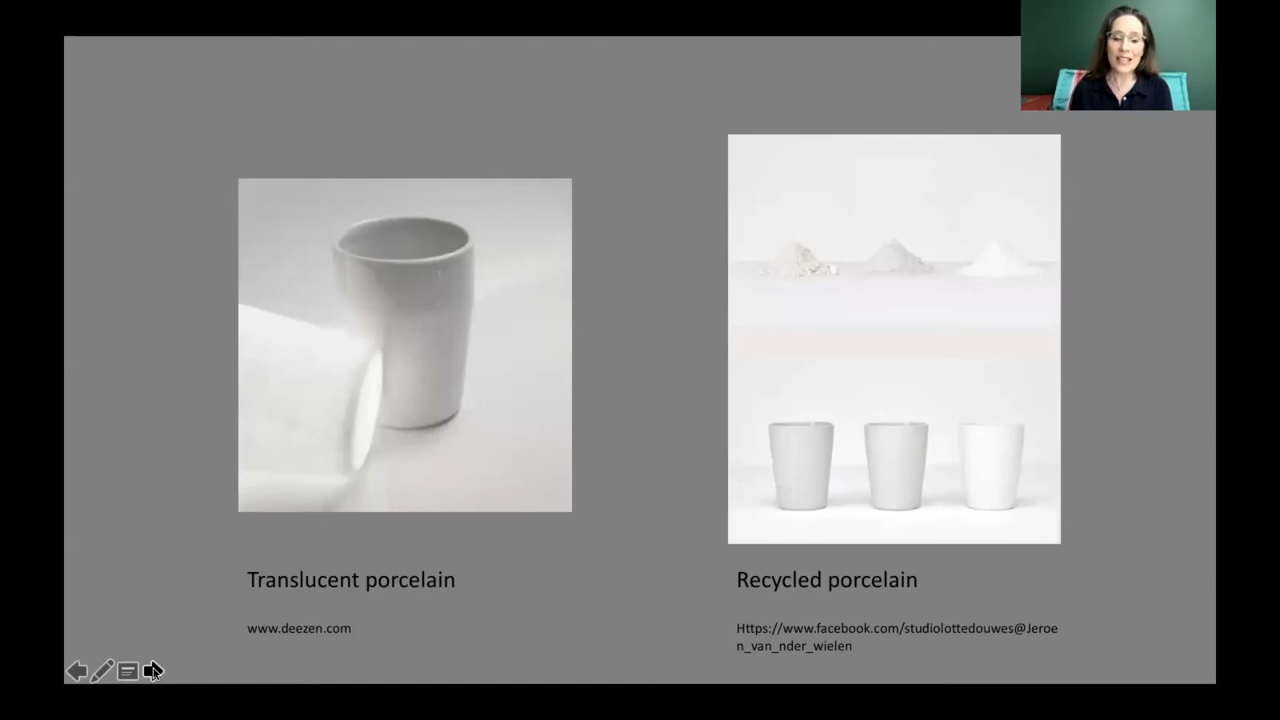 Translucent porcelain
www.deezen.com
Recycled porcelain
Https://www.facebook.com/studiolottedouwes@Jeroe
n_van_nder_wielen